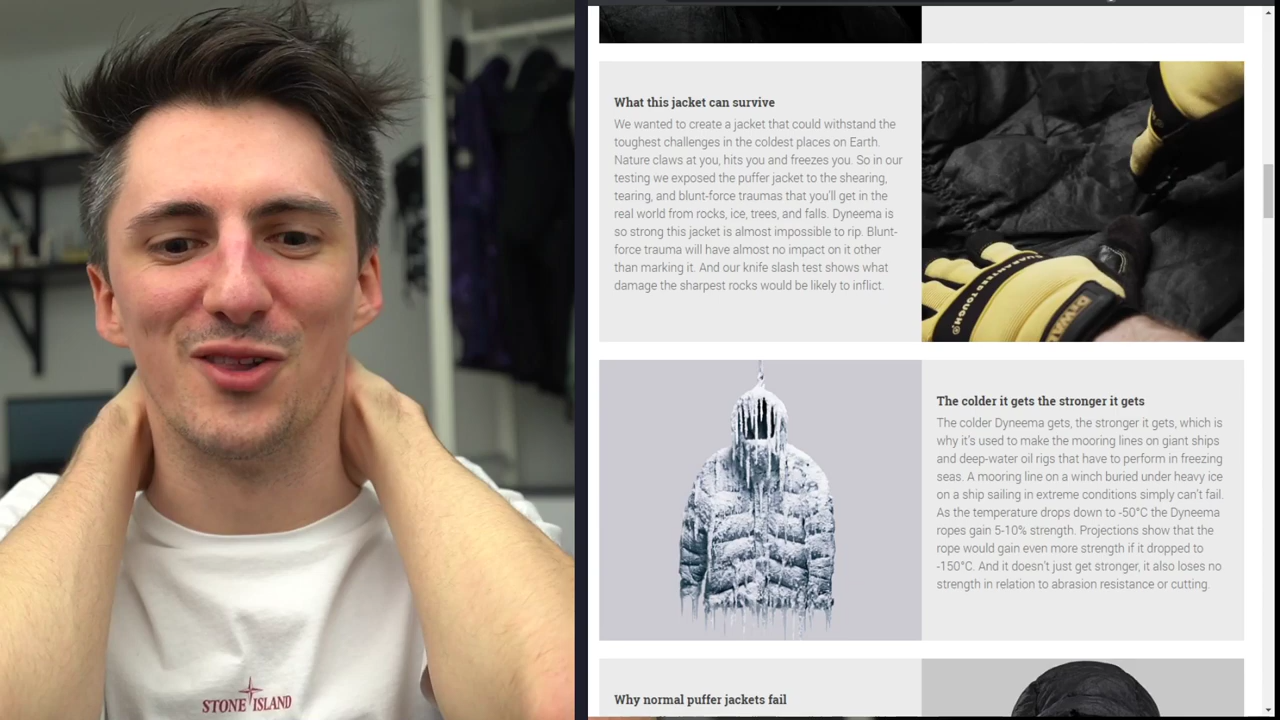 What this jacket can survive
We wanted to create a jacket that could withstand the
toughest challenges in the coldest places on Earth.
Nature claws at you, hits you and freezes you. So in our
testing we exposed the puffer jacket to the shearing,
tearing, and blunt-force traumas that you'll get in the
real world from rocks, ice, trees, and falls. Dyneema is
so strong this jacket is almost impossible to rip. Blunt-
force trauma will have almost no impact on it other
than marking it. And our knife slash test shows what
damage the sharpest rocks would be likely to inflict.
GUARANTEED TOUGH®
DEWALT
The colder it gets the stronger it gets
The colder Dyneema gets, the stronger it gets, which is
why it's used to make the mooring lines on giant ships
and deep-water oil rigs that have to perform in freezing
seas. A mooring line on a winch buried under heavy ice
on a ship sailing in extreme conditions simply can't fail.
As the temperature drops down to -50°C the Dyneema
ropes gain 5-10% strength. Projections show that the
rope would gain even more strength if it dropped to
-150°C. And it doesn't just get stronger, it also loses no
strength in relation to abrasion resistance or cutting.
Why normal puffer jackets fail
STONE ISLAND